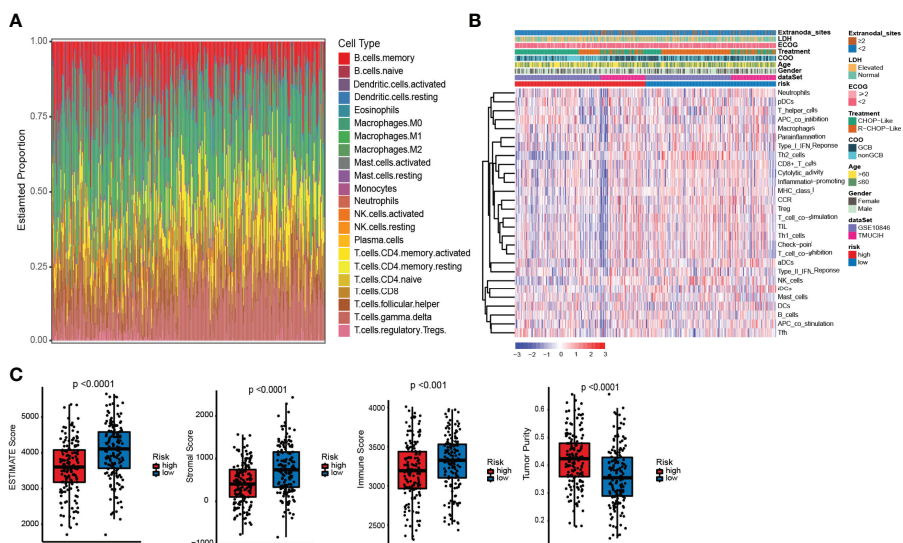 A
Estiamted Proportion
1.00
0.75
0.50
0.25
0.00
Cell Type
B.cells.memory
B.cells.naive
Dendritic.cells.activated
Dendritic.cells.resting
Eosinophils
Macrophages.M0
Macrophages.M1
Macrophages.M2
Mast.cells.activated
Mast.cells.resting
Monocytes
Neutrophils
NK.cells.activated
NK.cells.resting
Plasma.cells
T.cells.CD4.memory.activated
T.cells.CD4.memory.resting
T.cells.CD4.naive
T.cells.CD8
T.cells.follicular.helper
T.cells.gamma.delta
T.cells.regulatory.Tregs.
B
Extranoda_sites
LDH
ECOG
Treatment
COO
Age
Gender
dataSet
risk
Neutrophils
pDCs
T_helper_cells
APC_co_inhibition
Macrophages
Parainflammation
Type_I_IFN_Reponse
Th2_cells
CD8+_T_cells
Cytolytic_activity
Inflammation-promoting
MHC_class_I
CCR
Treg
T_cell_co-stimulation
TIL
Th1_cells
Check-point
T_cell_co-inhibition
aDCs
Type_II_IFN_Reponse
NK_cells
iDCs
Mast_cells
DCs
B_cells
APC_co_stimulation
Tfh
−3 −2 −1 0 1 2 3
Extranodal_sites
≥2
<2
LDH
Elevated
Normal
ECOG
≥2
<2
Treatment
CHOP-Like
R-CHOP-Like
COO
GCB
nonGCB
Age
>60
≤60
Gender
Female
Male
dataSet
GSE10846
TMUCIH
risk
high
low
C
p <0.0001
ESTIMATE Score
5000
4000
3000
2000
Risk
high
low
p <0.0001
Stromal Score
2000
1000
0
−1000
Risk
high
low
p <0.001
Immune Score
4000
3500
3000
2500
Risk
high
low
p <0.0001
Tumor Purity
0.6
0.5
0.4
0.3
0.2
Risk
high
low